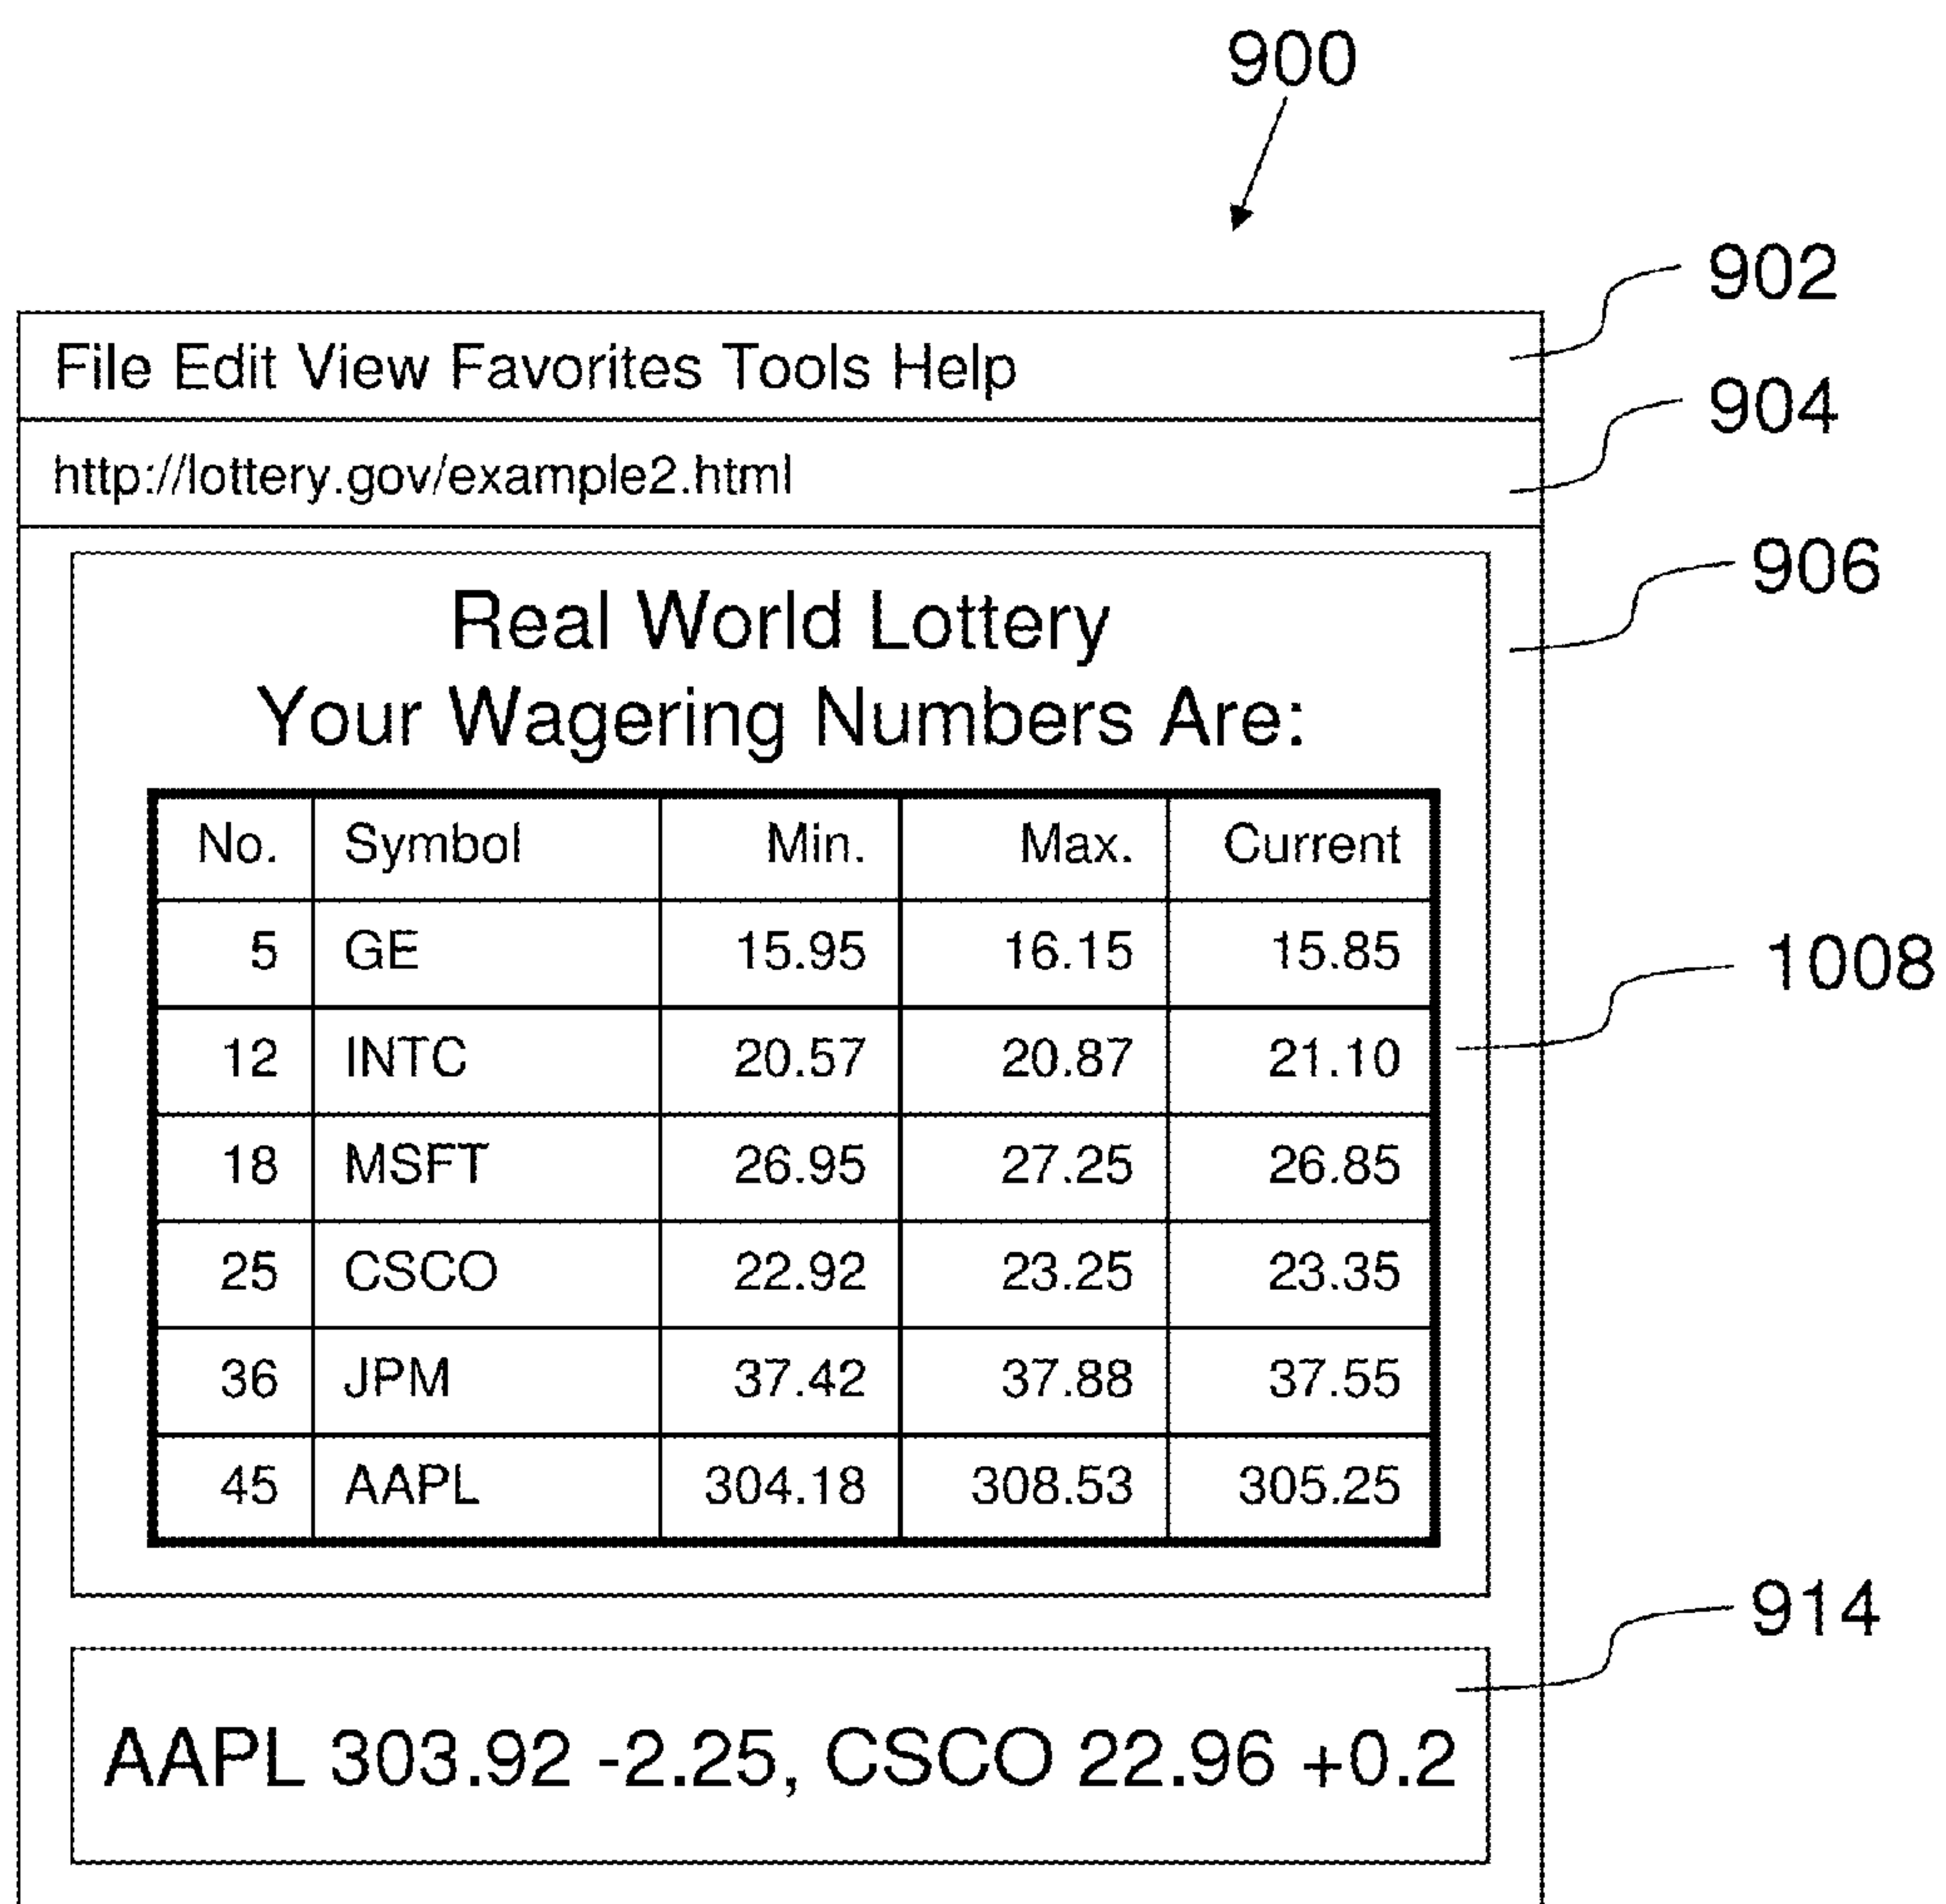 900
902
File Edit View Favorites Tools Help
904
http://lottery.gov/example2.html
906
Real World Lottery
Your Wagering Numbers Are:
No. Symbol Min. Max. Current
5 GE 15.95 16.15 15.85
1008
12 INTC 20.57 20.87 21.10
18 MSFT 26.95 27.25 26.85
25 CSCO 22.92 23.25 23.35
36 JPM 37.42 37.88 37.55
45 AAPL 304.18 308.53 305.25
914
AAPL 303.92 -2.25, CSCO 22.96 +0.2